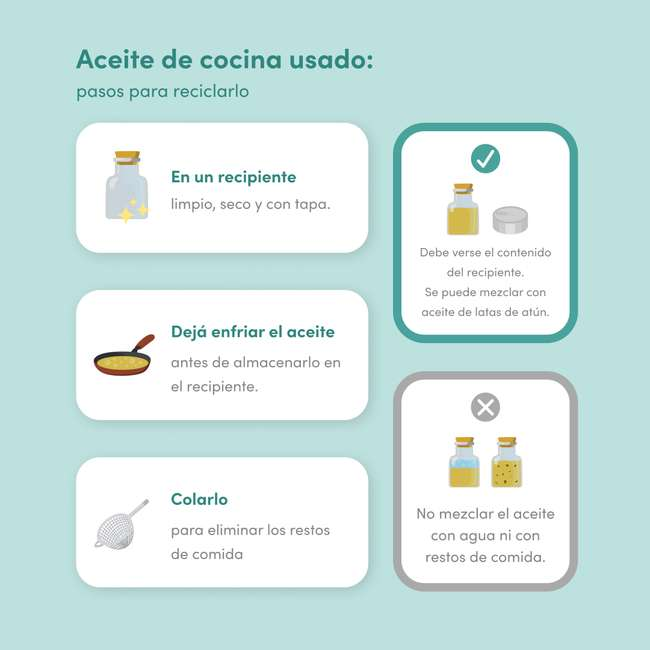 Aceite de cocina usado:
pasos para reciclarlo
En un recipiente
limpio, seco y con tapa.
Dejá enfriar el aceite
antes de almacenarlo en
el recipiente.
Colarlo
para eliminar los restos
de comida
Debe verse el contenido
del recipiente.
Se puede mezclar con
aceite de latas de atún.
No mezclar el aceite
con agua ni con
restos de comida.